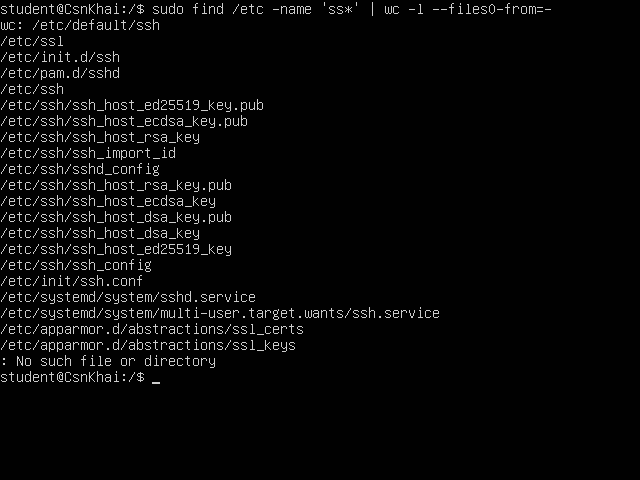 student@CsnKhai:/$ sudo find /etc -name 'ss*' | wc -l --files0-from=-
wc: /etc/default/ssh
/etc/ssl
/etc/init.d/ssh
/etc/pam.d/sshd
/etc/ssh
/etc/ssh/ssh_host_ed25519_key.pub
/etc/ssh/ssh_host_ecdsa_key.pub
/etc/ssh/ssh_host_rsa_key
/etc/ssh/ssh_import_id
/etc/ssh/sshd_config
/etc/ssh/ssh_host_rsa_key.pub
/etc/ssh/ssh_host_ecdsa_key
/etc/ssh/ssh_host_dsa_key.pub
/etc/ssh/ssh_host_dsa_key
/etc/ssh/ssh_host_ed25519_key
/etc/ssh/ssh_config
/etc/init/ssh.conf
/etc/systemd/system/sshd.service
/etc/systemd/system/multi-user.target.wants/ssh.service
/etc/apparmor.d/abstractions/ssl_certs
/etc/apparmor.d/abstractions/ssl_keys
: No such file or directory
student@CsnKhai:/$ _